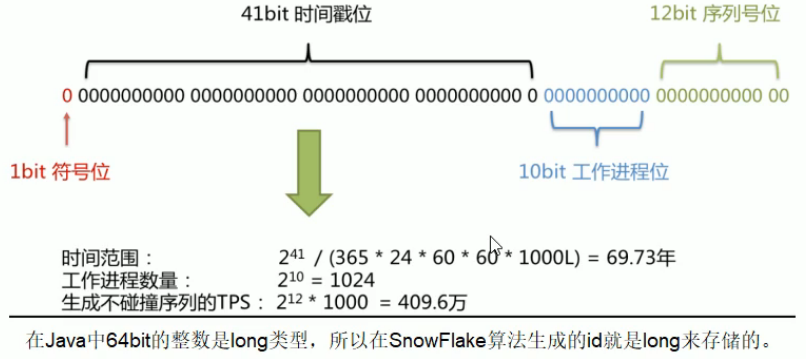 41bit 时间戳位
12bit 序列号位
0 0000000000 0000000000 0000000000 0000000000 0 0000000000 0000000000 00
1bit 符号位
10bit 工作进程位
时间范围： 2⁴¹ / (365 * 24 * 60 * 60 * 1000L) = 69.73年
工作进程数量： 2¹⁰ = 1024
生成不碰撞序列的TPS： 2¹² * 1000 = 409.6万
在Java中64bit的整数是long类型，所以在SnowFlake算法生成的id就是long来存储的。